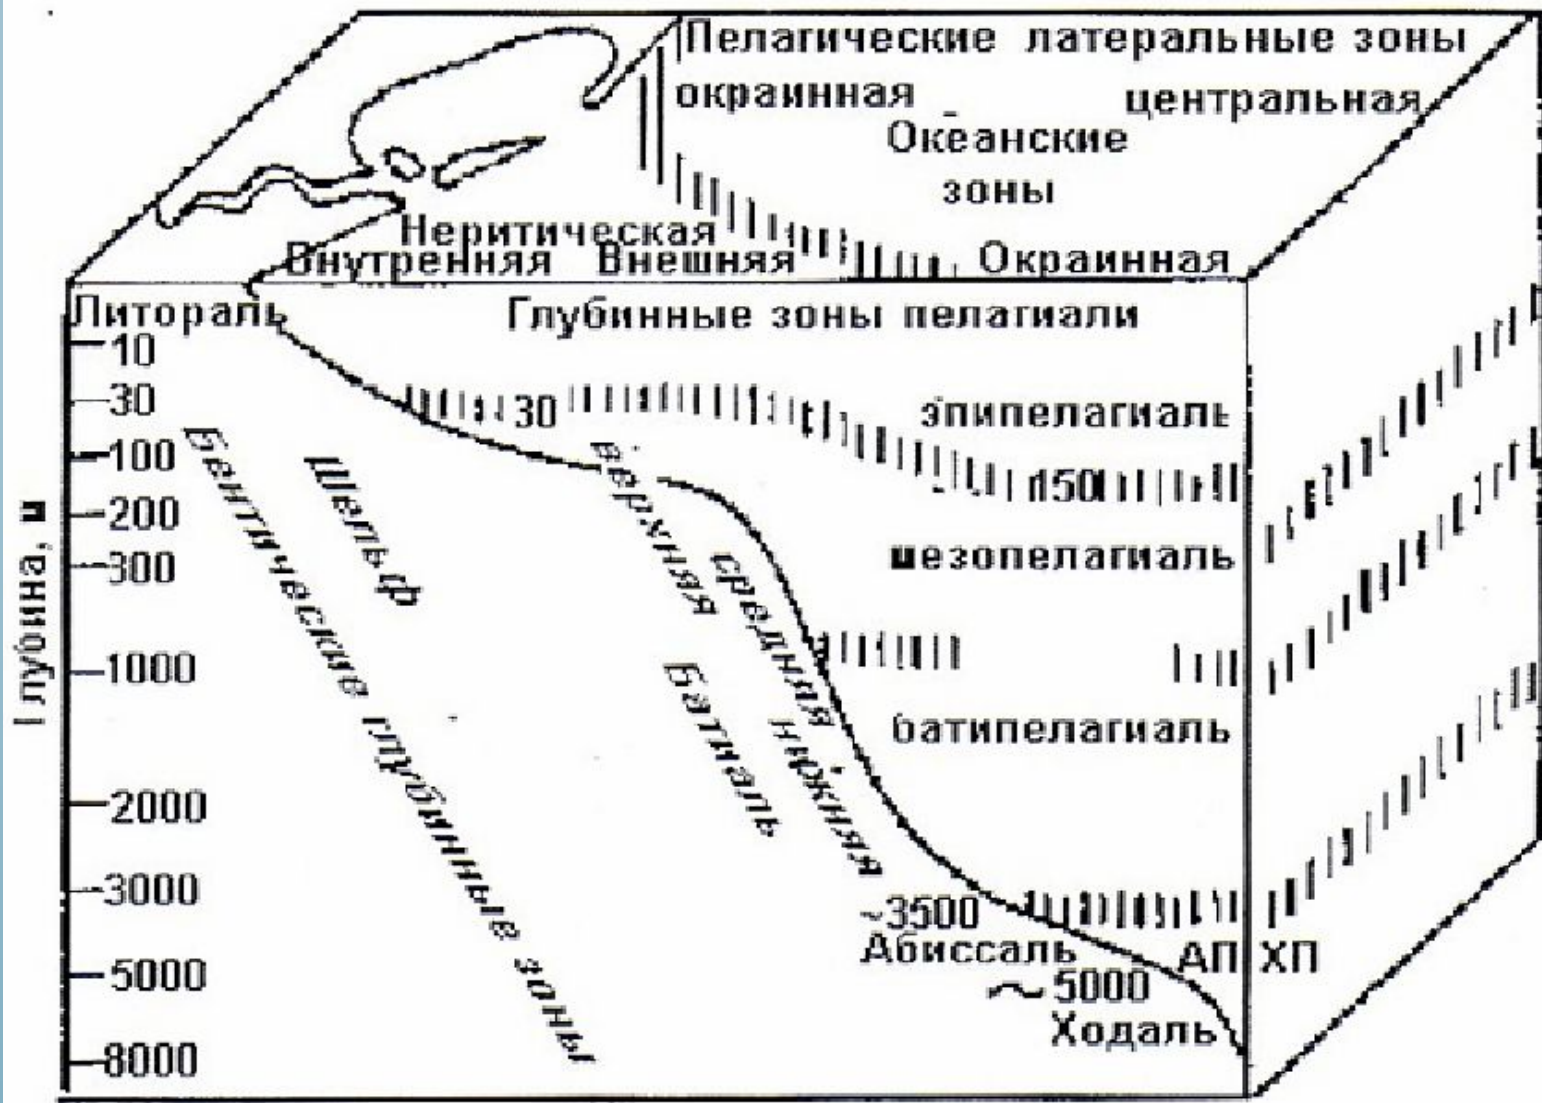 Пелагические латеральные зоны
окраинная центральная
Океанские
зоны
Неритическая
Внутренняя Внешняя Окраинная
Литораль Глубинные зоны пелагиали
Глубина, м
10
30
100
200
300
1000
2000
3000
5000
8000
30
эпипелагиаль
150
мезопелагиаль
батипелагиаль
Бентические глубинные зоны
Шельф
верхняя
средняя
нижняя
Батиаль
~3500
Абиссаль АП ХП
~5000
Ходаль